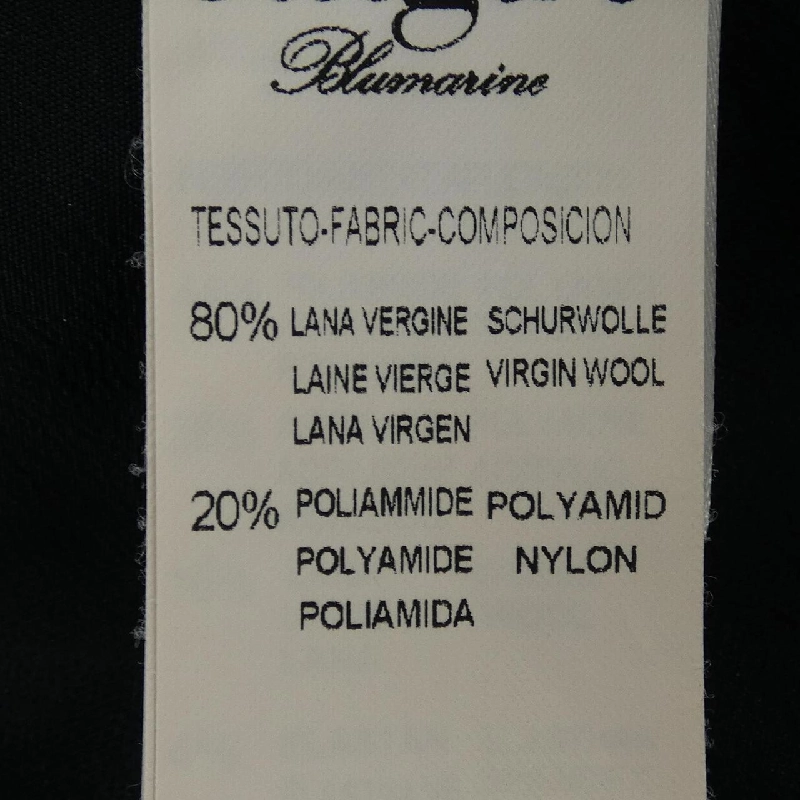 Blumarine
TESSUTO-FABRIC-COMPOSICION
80% LANA VERGINE SCHURWOLLE
LAINE VIERGE VIRGIN WOOL
LANA VIRGEN
20% POLIAMMIDE POLYAMID
POLYAMIDE NYLON
POLIAMIDA